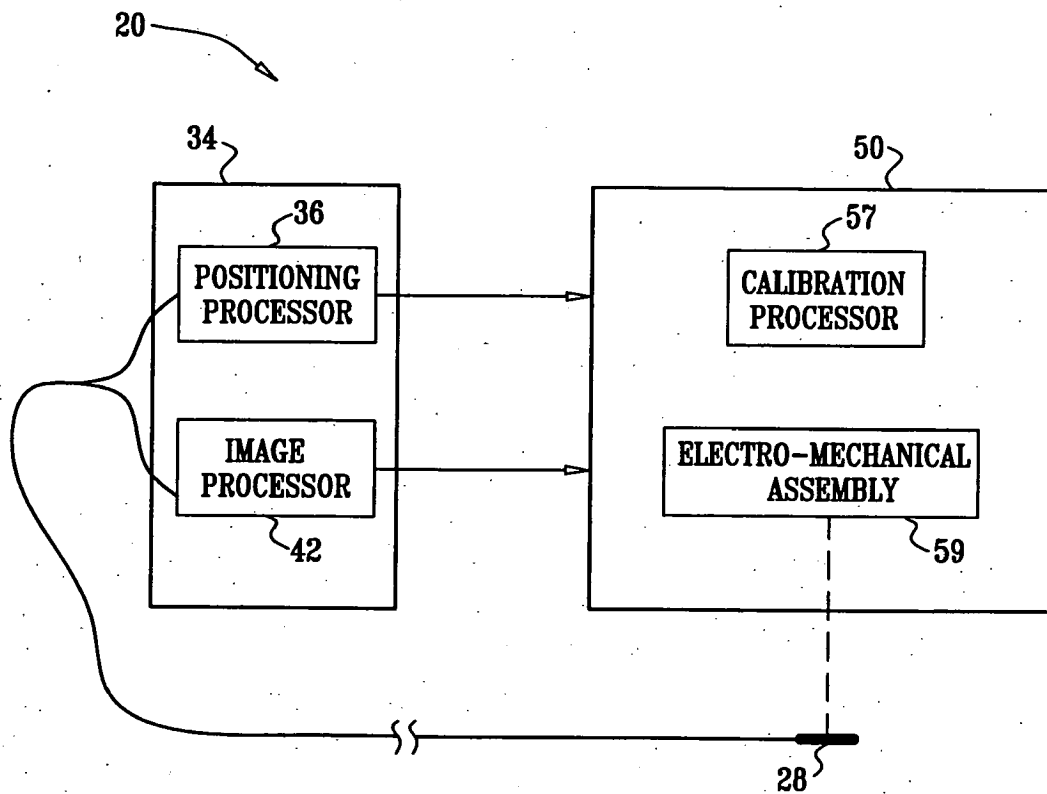 20
34
50
36
57
POSITIONING
PROCESSOR
CALIBRATION
PROCESSOR
IMAGE
PROCESSOR
ELECTRO-MECHANICAL
ASSEMBLY
42
59
28